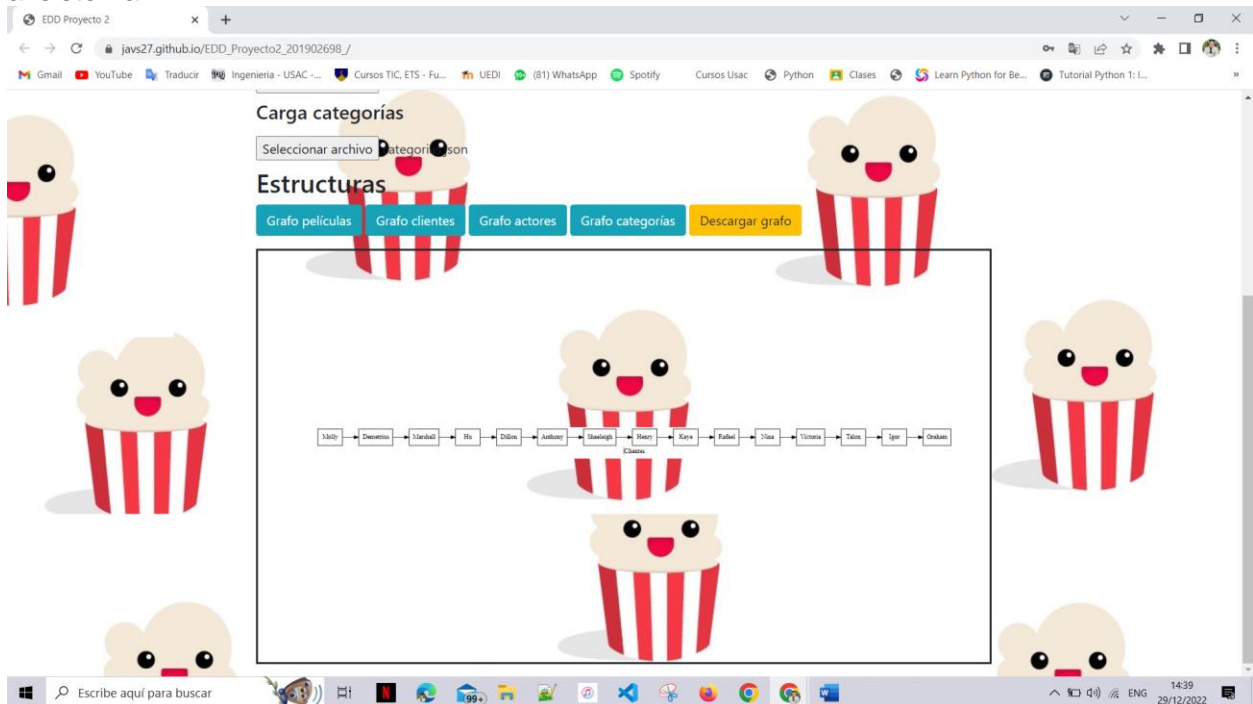 EDD Proyecto 2
javs27.github.io/EDD_Proyecto2_201902698_/
Gmail YouTube Traducir Ingenieria - USAC -... Cursos TIC, ETS - Fu... UEDI (81) WhatsApp Spotify Cursos Usac Python Clases Learn Python for Be... Tutorial Python 1: I... »
Carga categorías
Seleccionar archivo json
Estructuras
Grafo películas Grafo clientes Grafo actores Grafo categorías Descargar grafo
Molly Demetrius Marshall Hu Dillon Anthony Shaeleigh Henry Kaya Rafael Nina Victoria Talon Igor Graham
Clientes
Escribe aquí para buscar 99+ ENG 14:39
29/12/2022